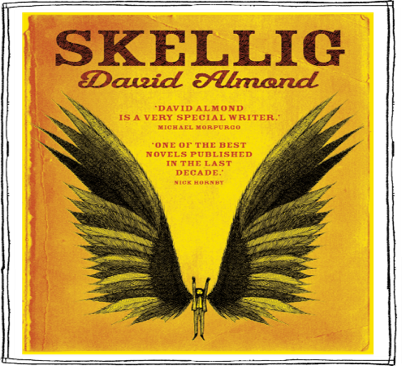 SKELLIG
David Almond
'DAVID ALMOND
IS A VERY SPECIAL WRITER.'
MICHAEL MORPURGO
'ONE OF THE BEST
NOVELS PUBLISHED
IN THE LAST
DECADE.'
NICK HORNBY